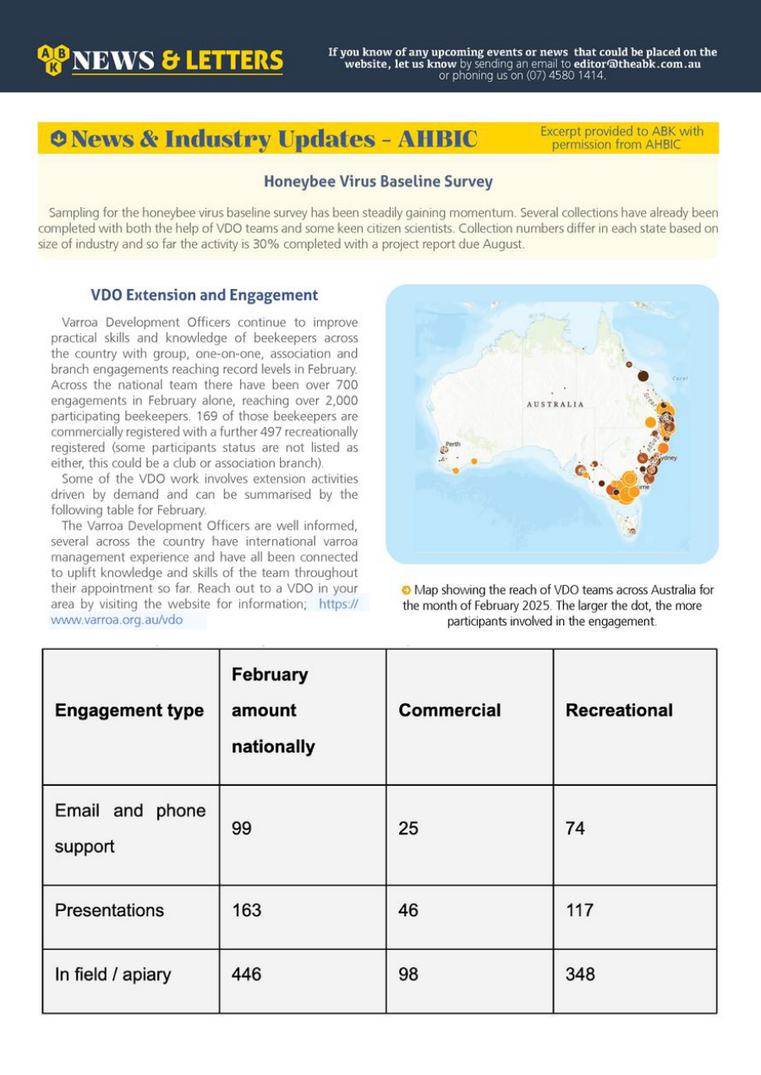 A B K NEWS & LETTERS
If you know of any upcoming events or news that could be placed on the
website, let us know by sending an email to editor@theabk.com.au
or phoning us on (07) 4580 1414.
News & Industry Updates - AHBIC
Excerpt provided to ABK with
permission from AHBIC
Honeybee Virus Baseline Survey
Sampling for the honeybee virus baseline survey has been steadily gaining momentum. Several collections have already been
completed with both the help of VDO teams and some keen citizen scientists. Collection numbers differ in each state based on
size of industry and so far the activity is 30% completed with a project report due August.
VDO Extension and Engagement
Varroa Development Officers continue to improve
practical skills and knowledge of beekeepers across
the country with group, one-on-one, association and
branch engagements reaching record levels in February.
Across the national team there have been over 700
engagements in February alone, reaching over 2,000
participating beekeepers. 169 of those beekeepers are
commercially registered with a further 497 recreationally
registered (some participants status are not listed as
either, this could be a club or association branch).
Some of the VDO work involves extension activities
driven by demand and can be summarised by the
following table for February.
The Varroa Development Officers are well informed,
several across the country have international varroa
management experience and have all been connected
to uplift knowledge and skills of the team throughout
their appointment so far. Reach out to a VDO in your
area by visiting the website for information; https://
www.varroa.org.au/vdo
AUSTRALIA
Perth
Coral
Great
ydney
rne
Map showing the reach of VDO teams across Australia for
the month of February 2025. The larger the dot, the more
participants involved in the engagement.
Engagement type
February
amount
nationally
Commercial
Recreational
Email and phone
support
99
25
74
Presentations
163
46
117
In field / apiary
446
98
348